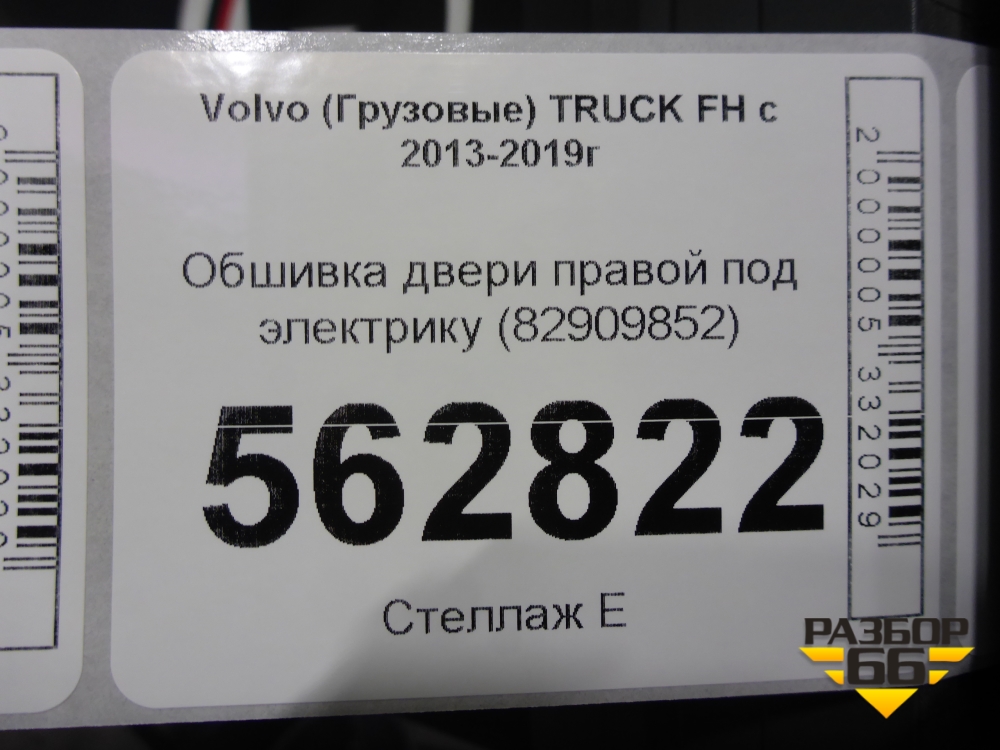 Volvo (Грузовые) TRUCK FH с
2013-2019г
Обшивка двери правой под
электрику (82909852)
562822
Стеллаж Е
2000005332029
РАЗБОР
66